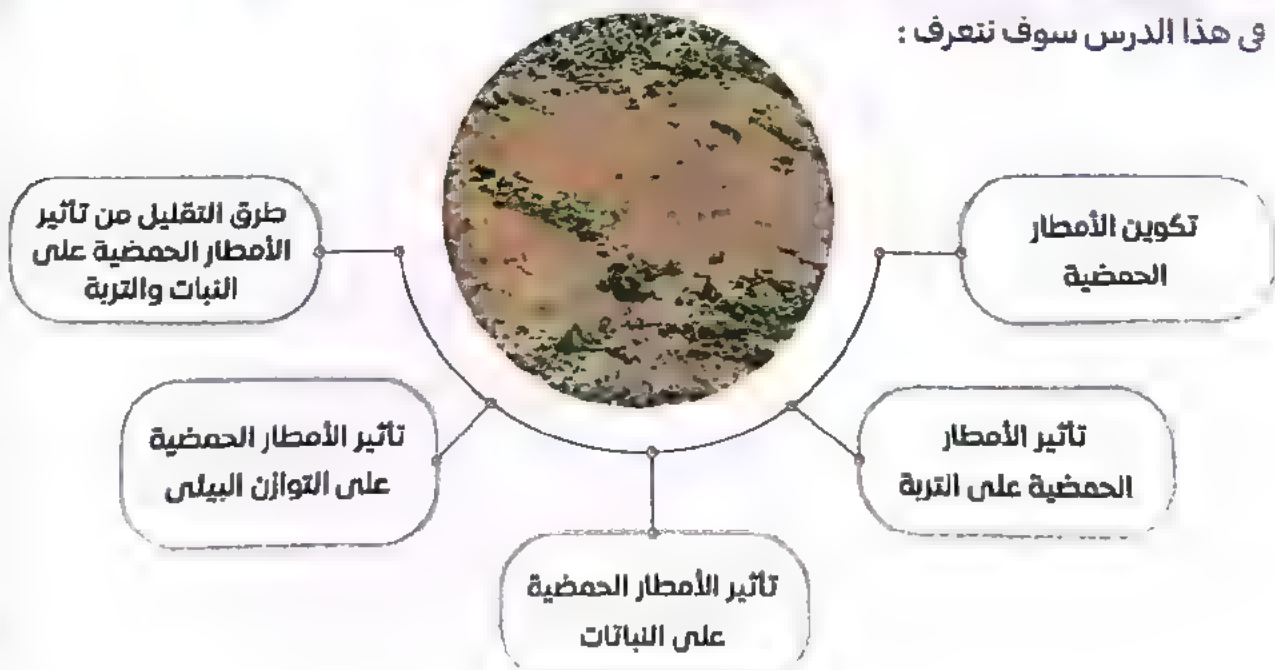 فى هذا الدرس سوف نتعرف :
تكوين الأمطار
الحمضية
تأثير الأمطار
الحمضية على التربة
تأثير الأمطار الحمضية
على النباتات
تأثير الأمطار الحمضية
على التوازن البيئى
طرق التقليل من تأثير
الأمطار الحمضية على
النبات والتربة